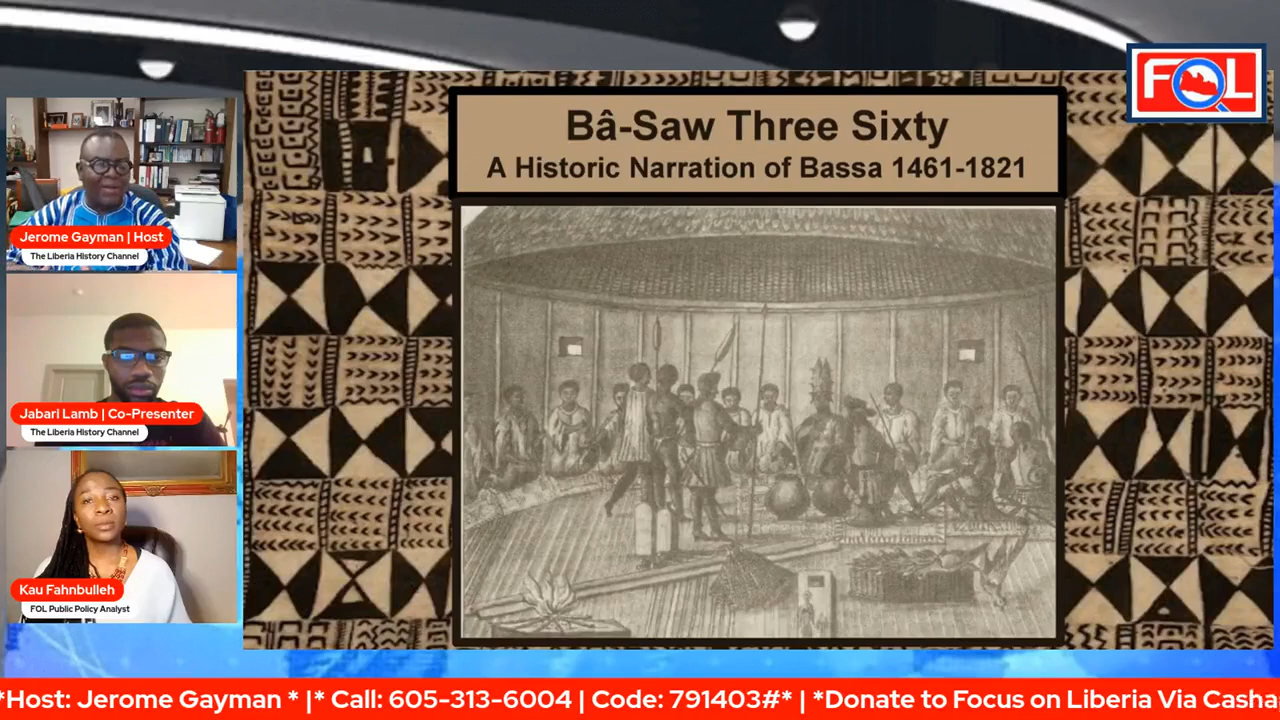 FOL
Bâ-Saw Three Sixty
A Historic Narration of Bassa 1461-1821
Jerome Gayman | Host
The Liberia History Channel
Jabari Lamb | Co-Presenter
The Liberia History Channel
Kau Fahnbulleh
FOL Public Policy Analyst
*Host: Jerome Gayman * |* Call: 605-313-6004 | Code: 791403#* | *Donate to Focus on Liberia Via Casha